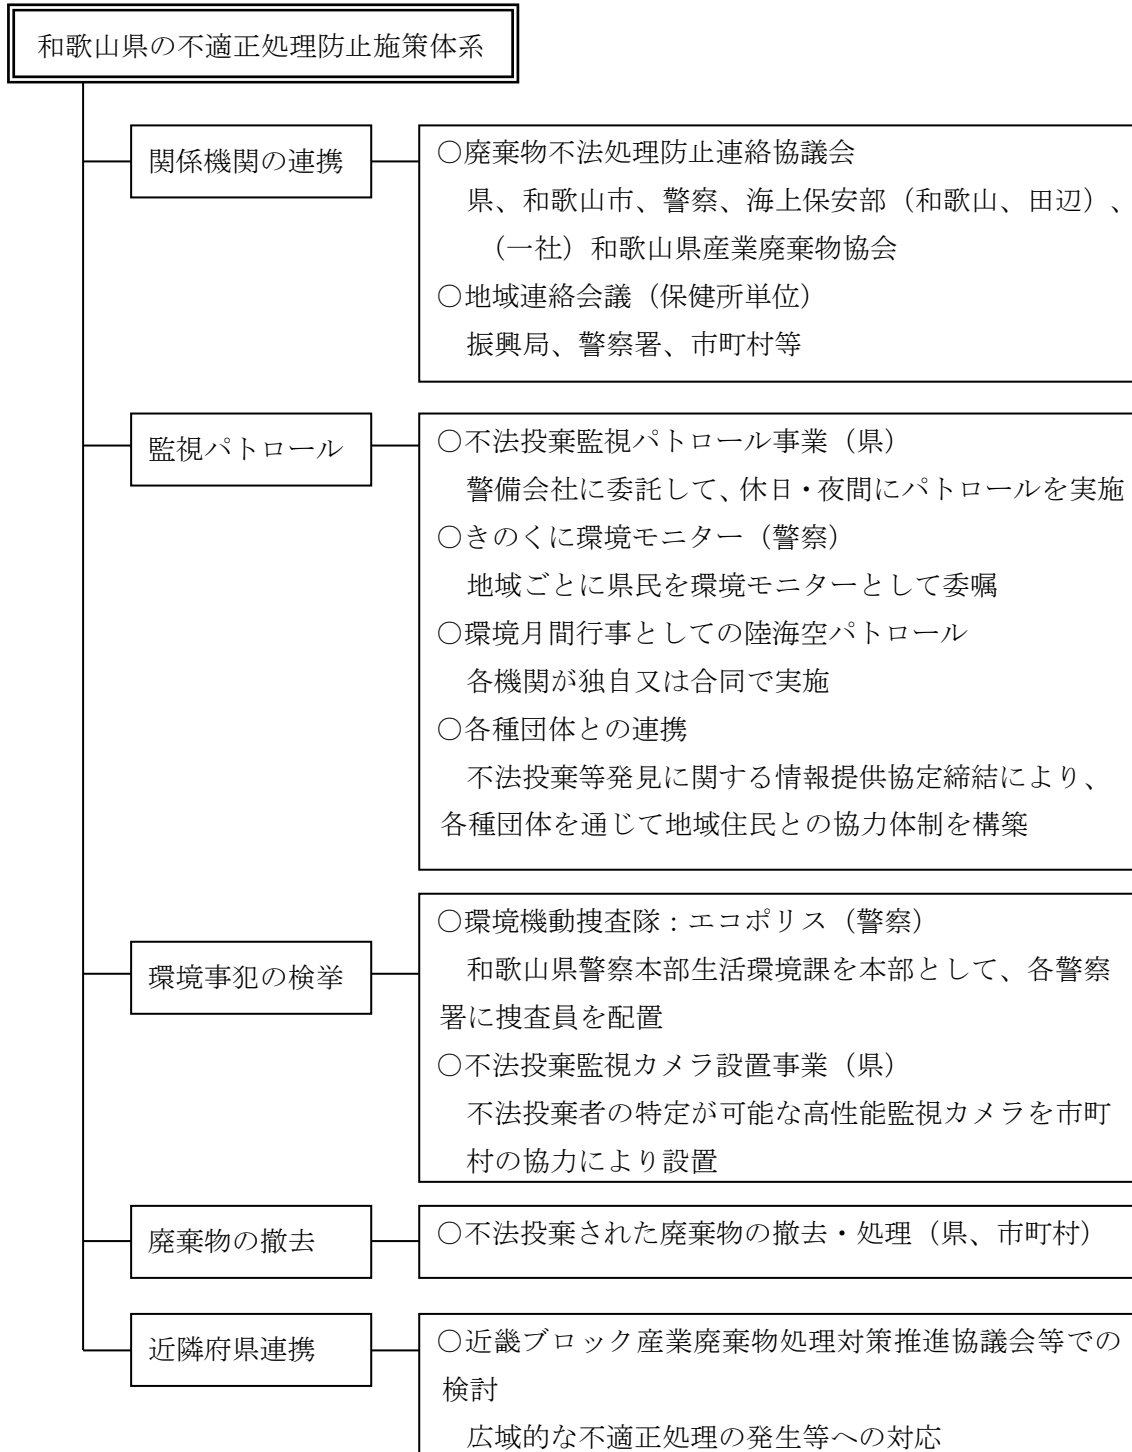 和歌山県の不適正処理防止施策体系
関係機関の連携
〇廃棄物不法処理防止連絡協議会
県、和歌山市、警察、海上保安部（和歌山、田辺）、
（一社）和歌山県産業廃棄物協会
〇地域連絡会議（保健所単位）
振興局、警察署、市町村等
監視パトロール
〇不法投棄監視パトロール事業（県）
警備会社に委託して、休日・夜間にパトロールを実施
〇きのくに環境モニター（警察）
地域ごとに県民を環境モニターとして委嘱
〇環境月間行事としての陸海空パトロール
各機関が独自又は合同で実施
〇各種団体との連携
不法投棄等発見に関する情報提供協定締結により、
各種団体を通じて地域住民との協力体制を構築
環境事犯の検挙
〇環境機動捜査隊：エコポリス（警察）
和歌山県警察本部生活環境課を本部として、各警察
署に捜査員を配置
〇不法投棄監視カメラ設置事業（県）
不法投棄者の特定が可能な高性能監視カメラを市町
村の協力により設置
廃棄物の撤去
〇不法投棄された廃棄物の撤去・処理（県、市町村）
近隣府県連携
〇近畿ブロック産業廃棄物処理対策推進協議会等での
検討
広域的な不適正処理の発生等への対応